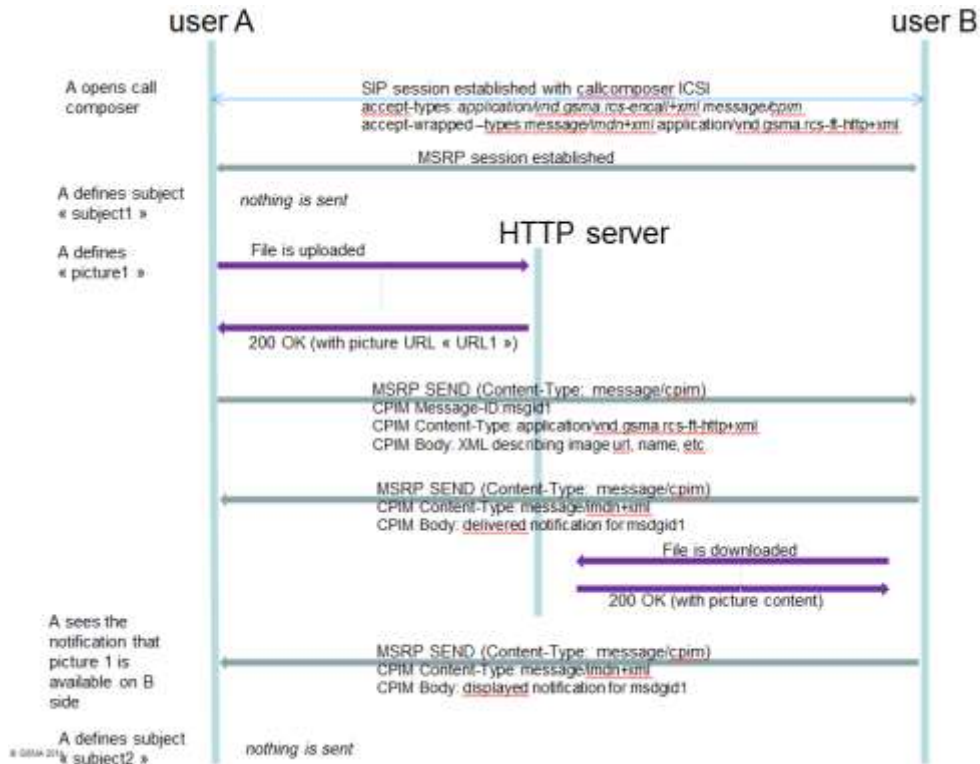 user A
user B
A opens call
composer
SIP session established with callcomposer ICSI
accept-types: application/vnd.gsma.rcs-encall+xml message/cpim
accept-wrapped–types message/imdn+xml application/vnd.gsma.rcs-ft-http+xml
MSRP session established
A defines subject
« subject1 »
nothing is sent
HTTP server
A defines
« picture1 »
File is uploaded
200 OK (with picture URL « URL1 »)
MSRP SEND (Content-Type: message/cpim)
CPIM Message-ID:msgid1
CPIM Content-Type: application/vnd.gsma.rcs-ft-http+xml
CPIM Body: XML describing image url, name, etc
MSRP SEND (Content-Type: message/cpim)
CPIM Content-Type: message/imdn+xml
CPIM Body: delivered notification for msdgid1
File is downloaded
200 OK (with picture content)
A sees the
notification that
picture 1 is
available on B
side
MSRP SEND (Content-Type: message/cpim)
CPIM Content-Type: message/imdn+xml
CPIM Body: displayed notification for msdgid1
A defines subject
« subject2 »
nothing is sent
© GSMA